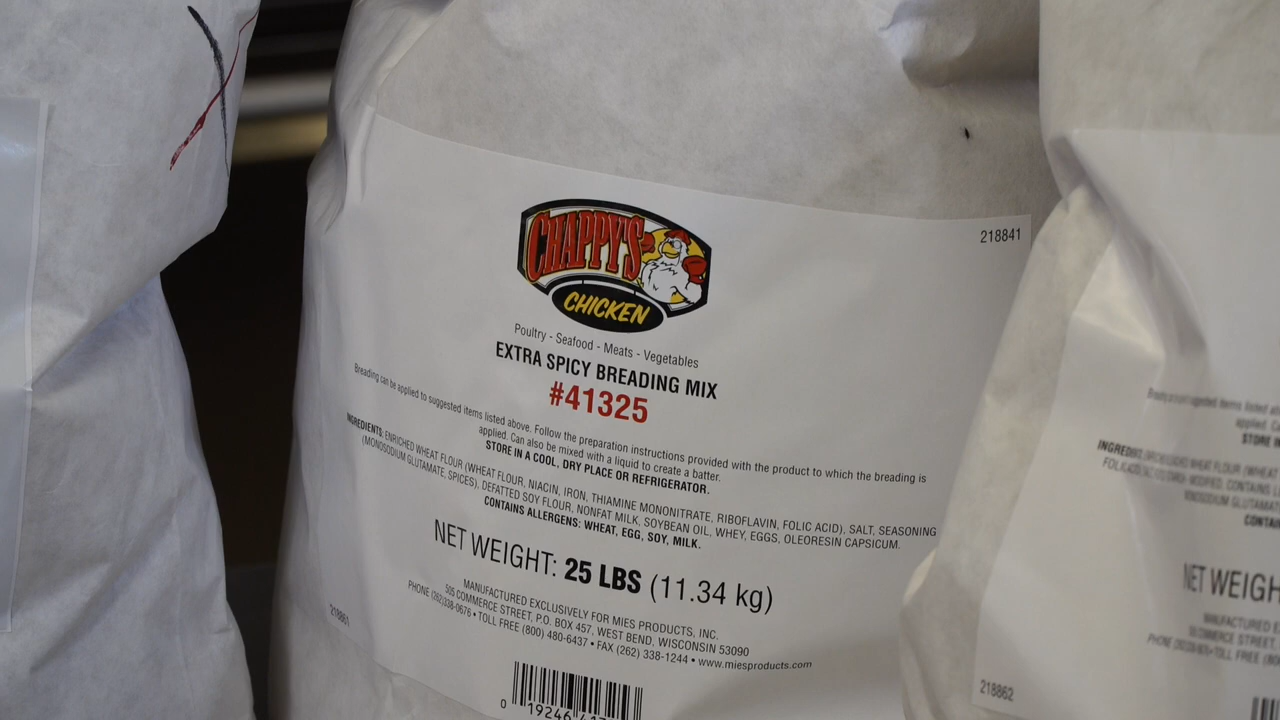 218841
CHAPPY'S
CHICKEN
Poultry - Seafood - Meats - Vegetables
EXTRA SPICY BREADING MIX
#41325
Breading can be applied to suggested items listed above. Follow the preparation instructions provided with the product to which the breading is
applied. Can also be mixed with a liquid to create a batter.
STORE IN A COOL, DRY PLACE OR REFRIGERATOR.
INGREDIENTS: ENRICHED WHEAT FLOUR (WHEAT FLOUR, NIACIN, IRON, THIAMINE MONONITRATE, RIBOFLAVIN, FOLIC ACID), SALT, SEASONING
(MONOSODIUM GLUTAMATE, SPICES), DEFATTED SOY FLOUR, NONFAT MILK, SOYBEAN OIL, WHEY, EGGS, OLEORESIN CAPSICUM.
CONTAINS ALLERGENS: WHEAT, EGG, SOY, MILK.
NET WEIGHT: 25 LBS (11.34 kg)
MANUFACTURED EXCLUSIVELY FOR MIES PRODUCTS, INC.
505 COMMERCE STREET, P.O. BOX 457, WEST BEND, WISCONSIN 53090
PHONE (262)338-0676 • TOLL FREE (800) 480-6437 • FAX (262) 338-1244 • www.miesproducts.com
218861
0 19246
NET WEIGH
COMMERCE STREET,
TOLL FREE
218862